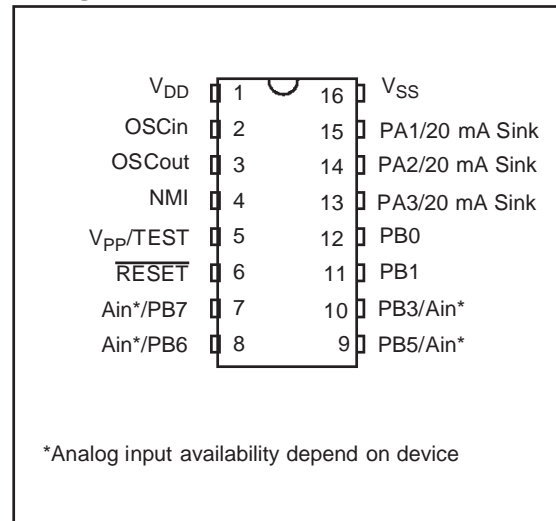 VDD 1 16 VSS
OSCin 2 15 PA1/20 mA Sink
OSCout 3 14 PA2/20 mA Sink
NMI 4 13 PA3/20 mA Sink
VPP/TEST 5 12 PB0
RESET 6 11 PB1
Ain*/PB7 7 10 PB3/Ain*
Ain*/PB6 8 9 PB5/Ain*
*Analog input availability depend on device